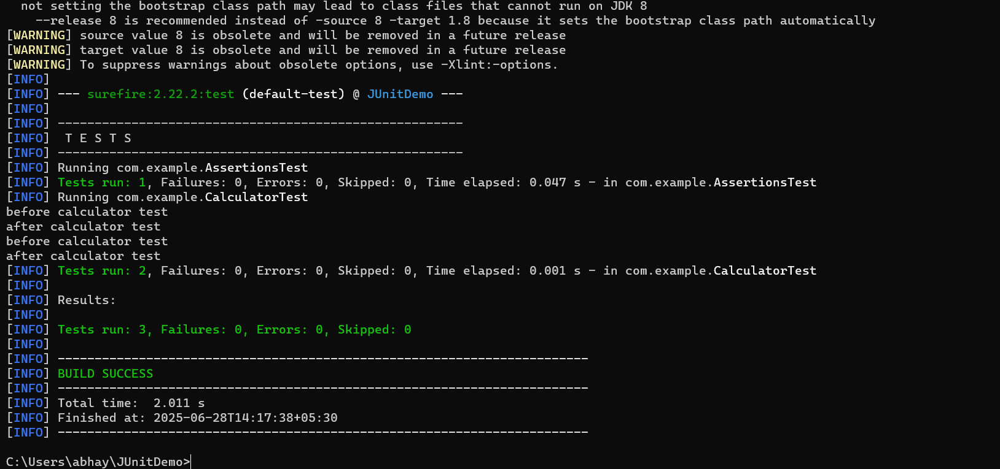 not setting the bootstrap class path may lead to class files that cannot run on JDK 8
--release 8 is recommended instead of -source 8 -target 1.8 because it sets the bootstrap class path automatically
[WARNING] source value 8 is obsolete and will be removed in a future release
[WARNING] target value 8 is obsolete and will be removed in a future release
[WARNING] To suppress warnings about obsolete options, use -Xlint:-options.
[INFO]
[INFO] --- surefire:2.22.2:test (default-test) @ JUnitDemo ---
[INFO]
[INFO] -------------------------------------------------------
[INFO]  T E S T S
[INFO] -------------------------------------------------------
[INFO] Running com.example.AssertionsTest
[INFO] Tests run: 1, Failures: 0, Errors: 0, Skipped: 0, Time elapsed: 0.047 s - in com.example.AssertionsTest
[INFO] Running com.example.CalculatorTest
before calculator test
after calculator test
before calculator test
after calculator test
[INFO] Tests run: 2, Failures: 0, Errors: 0, Skipped: 0, Time elapsed: 0.001 s - in com.example.CalculatorTest
[INFO]
[INFO] Results:
[INFO]
[INFO] Tests run: 3, Failures: 0, Errors: 0, Skipped: 0
[INFO]
[INFO] ------------------------------------------------------------------------
[INFO] BUILD SUCCESS
[INFO] ------------------------------------------------------------------------
[INFO] Total time:  2.011 s
[INFO] Finished at: 2025-06-28T14:17:38+05:30
[INFO] ------------------------------------------------------------------------
C:\Users\abhay\JUnitDemo>